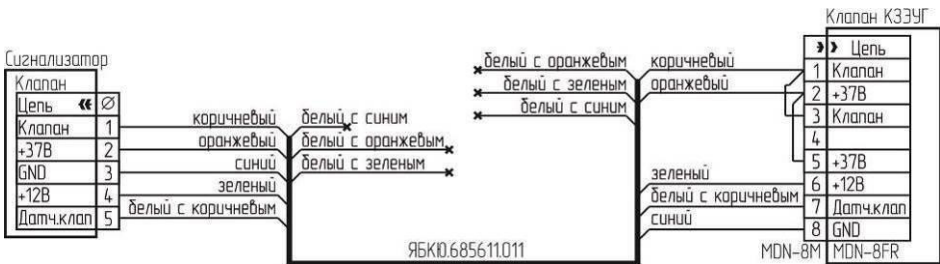 Клапан КЗЭУГ
Сигнализатор
Клапан
Цепь
Клапан 1
+37В 2
GND 3
+12В 4
Датч.клап 5
коричневый
оранжевый
синий
зеленый
белый с коричневым
белый с синим
белый с оранжевым
белый с зеленым
ЯБКЮ.685611.011
белый с оранжевым
белый с зеленым
белый с синим
коричневый
оранжевый
зеленый
белый с коричневым
синий
Цепь
1 Клапан
2 +37В
3 Клапан
4
5 +37В
6 +12В
7 Датч.клап
8 GND
MDN-8M MDN-8FR